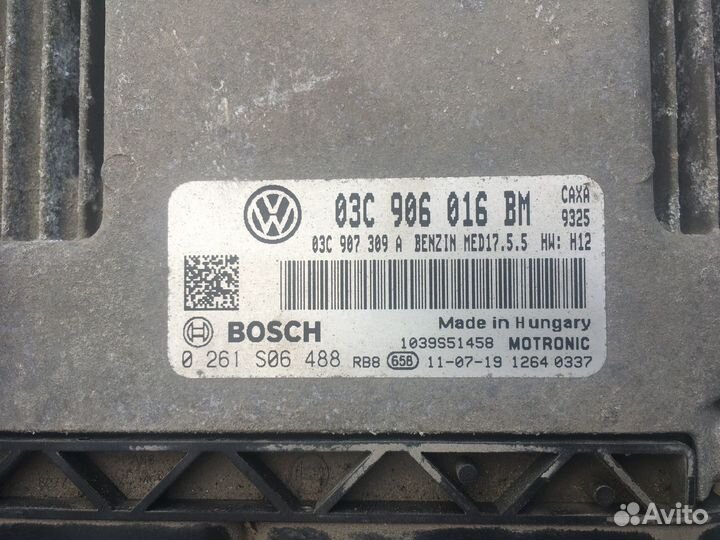 03C 906 016 BM CAXA
9325
03C 907 309 A BENZIN MED17.5.5 HW: H12
BOSCH
Made in Hungary
1039S51458 MOTRONIC
0 261 S06 488 RB8 658 11-07-19 1264 0337
Avito